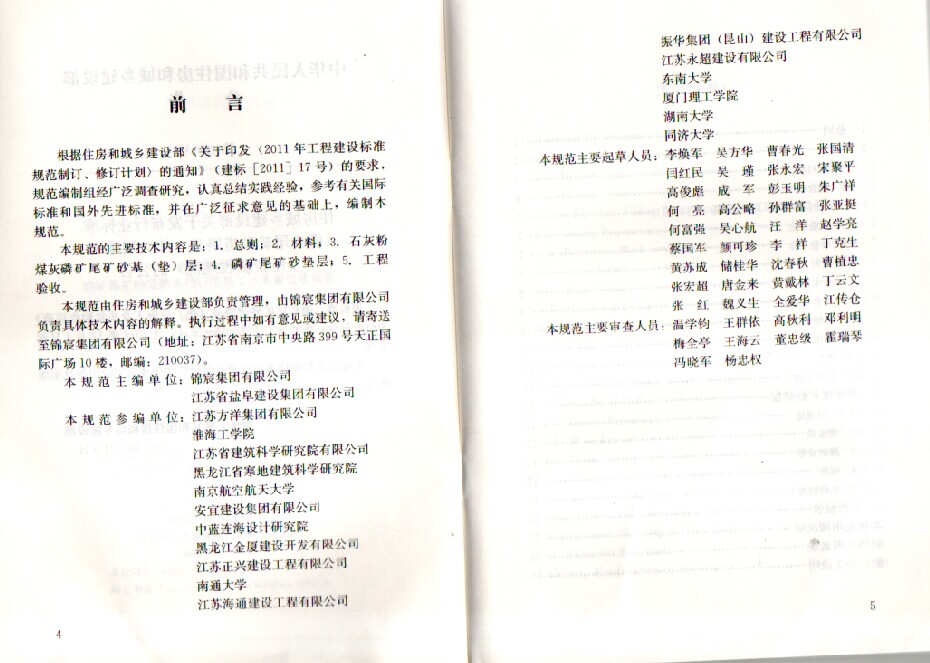 前 言
根据住房和城乡建设部《关于印发〈2011年工程建设标准
规范制订、修订计划〉的通知》(建标[2011]17号)的要求,
规范编制组经广泛调查研究,认真总结实践经验,参考有关国际
标准和国外先进标准,并在广泛征求意见的基础上,编制本
规范。
本规范的主要技术内容是:1. 总则;2. 材料;3. 石灰粉
煤灰磷矿尾矿砂基(垫)层;4. 磷矿尾矿砂垫层;5. 工程
验收。
本规范由住房和城乡建设部负责管理,由锦宸集团有限公司
负责具体技术内容的解释。执行过程中如有意见或建议,请寄送
至锦宸集团有限公司(地址:江苏省南京市中央路399号天正国
际广场10楼,邮编:210037)。
本规范主编单位:锦宸集团有限公司
江苏省盐阜建设集团有限公司
本规范参编单位:江苏方洋集团有限公司
淮海工学院
江苏省建筑科学研究院有限公司
黑龙江省寒地建筑科学研究院
南京航空航天大学
安宜建设集团有限公司
中蓝连海设计研究院
黑龙江金厦建设开发有限公司
江苏正兴建设工程有限公司
南通大学
江苏海通建设工程有限公司
4
振华集团(昆山)建设工程有限公司
江苏永超建设有限公司
东南大学
厦门理工学院
湖南大学
同济大学
本规范主要起草人员:李焕军 吴方华 曹春光 张国清
闫红民 吴 瑾 张永宏 宋聚平
高俊彪 成 军 彭玉明 朱广祥
何 亮 高公略 孙群富 张亚挺
何富强 吴心航 汪 洋 赵学亮
蔡国军 颜可珍 李 祥 丁克生
黄苏成 储桂华 沈春秋 曹植忠
张宏超 唐金来 黄戴林 丁云文
张 红 魏义生 全爱华 江传仓
本规范主要审查人员:温学钧 王群依 高秋利 邓利明
梅全亭 王海云 董忠级 霍瑞琴
冯晓军 杨忠权
5